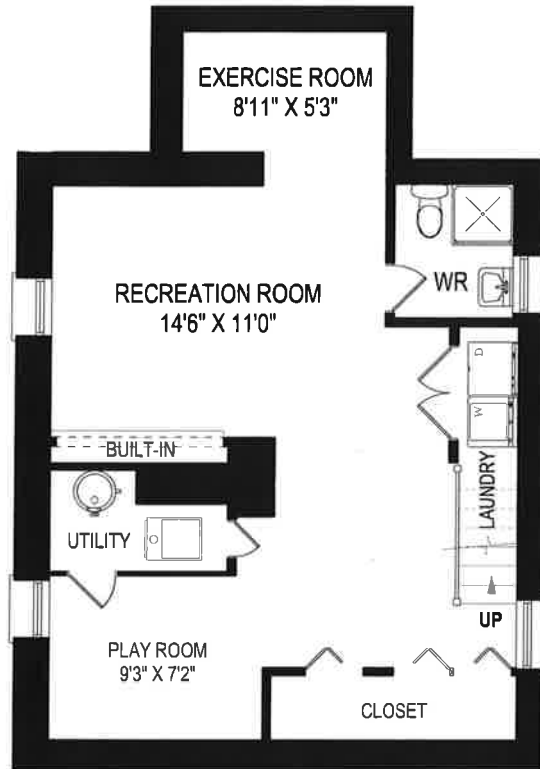 EXERCISE ROOM
8'11" X 5'3"
WR
RECREATION ROOM
14'6" X 11'0"
D
W
BUILT-IN
LAUNDRY
UTILITY
UP
PLAY ROOM
9'3" X 7'2"
CLOSET